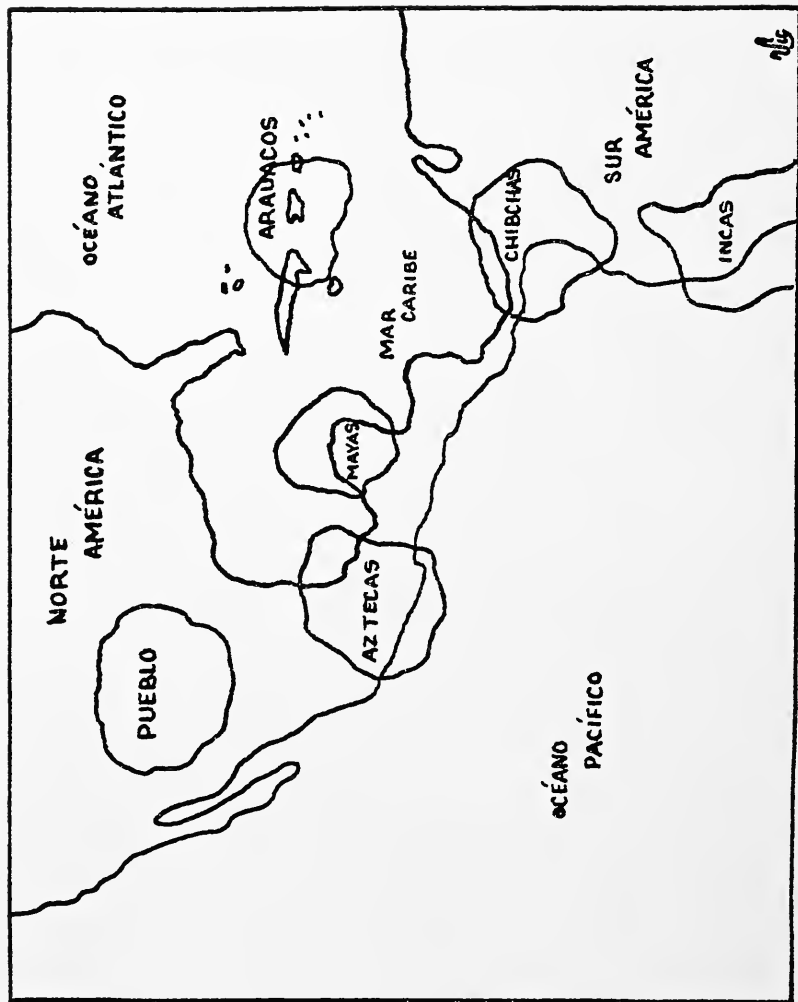 NORTE
AMÉRICA
OCÉANO
ATLÁNTICO
PUEBLO
ARAUACOS
AZTECAS
MAYAS
MAR
CARIBE
CHIBCHAS
SUR
AMÉRICA
OCÉANO
PACÍFICO
INCAS